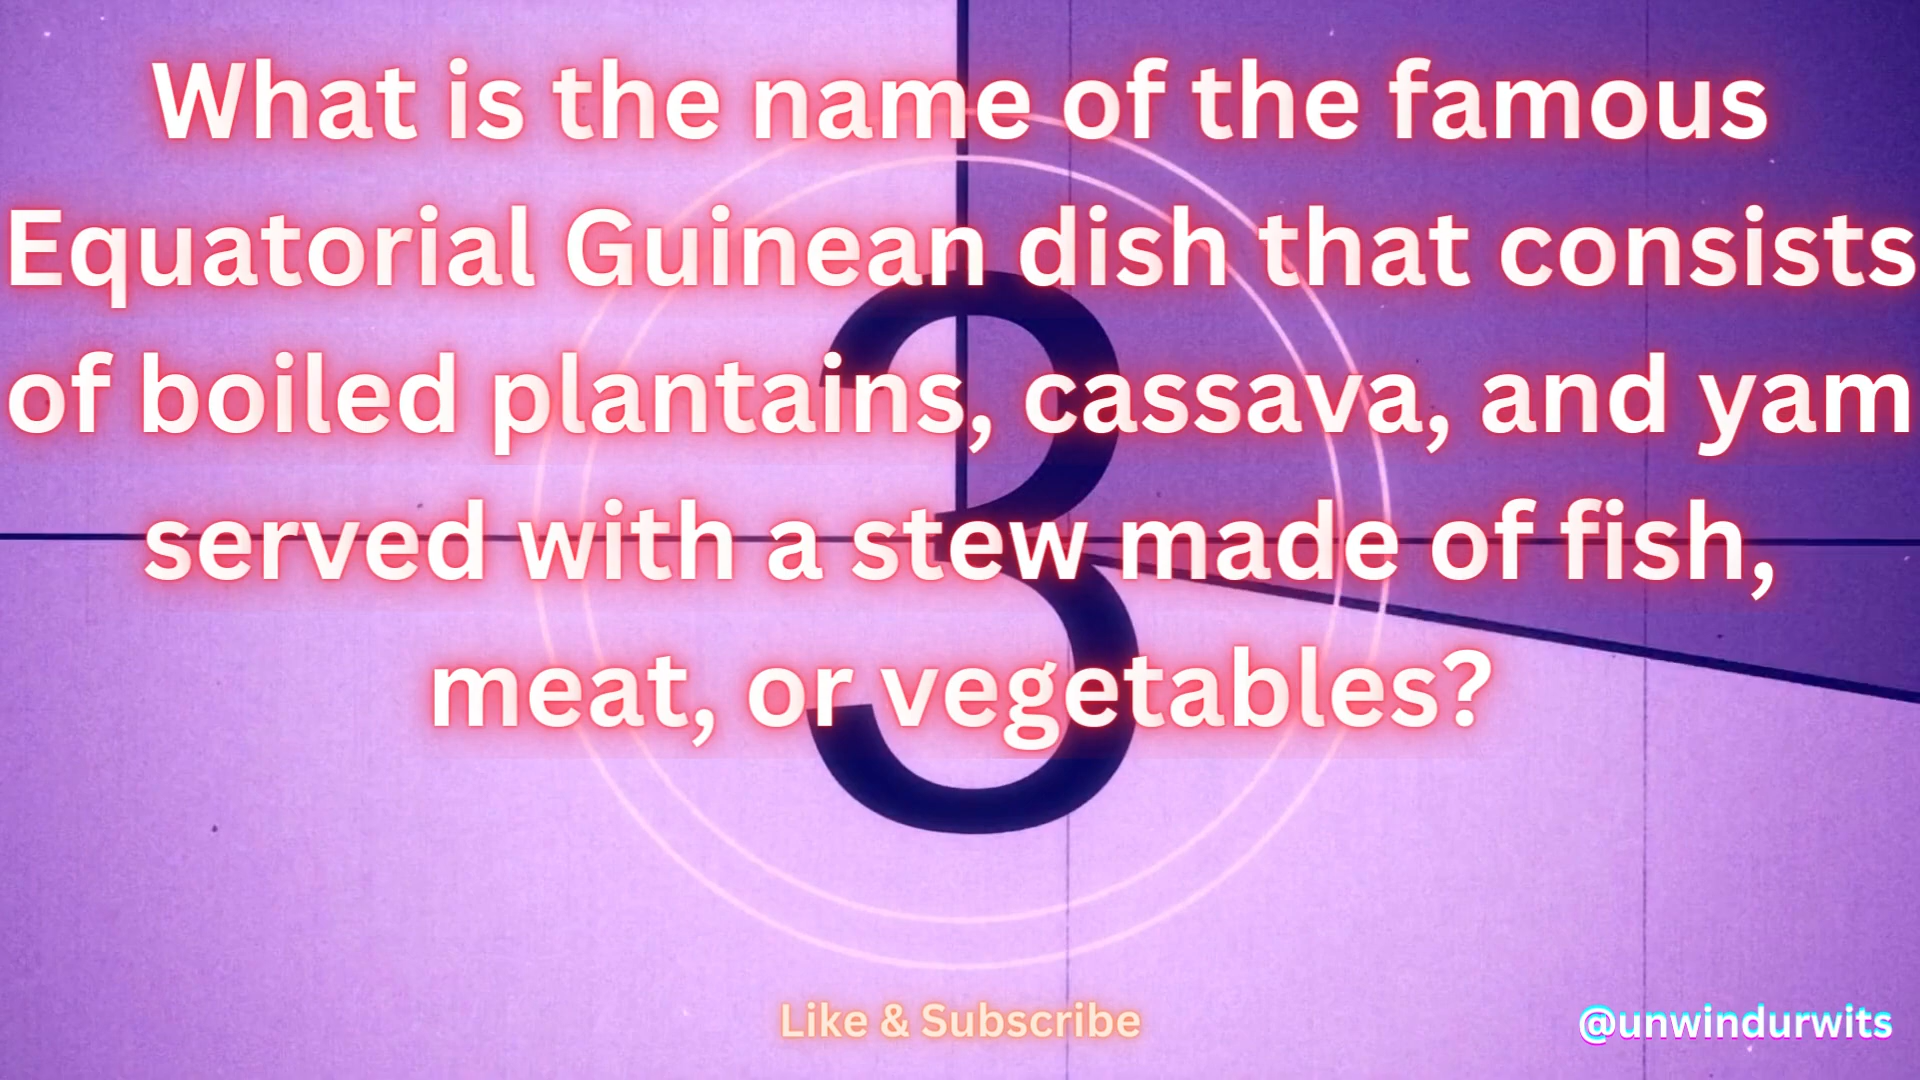 What is the name of the famous
Equatorial Guinean dish that consists
of boiled plantains, cassava, and yam
served with a stew made of fish,
meat, or vegetables?
3
Like & Subscribe
@unwindurwits